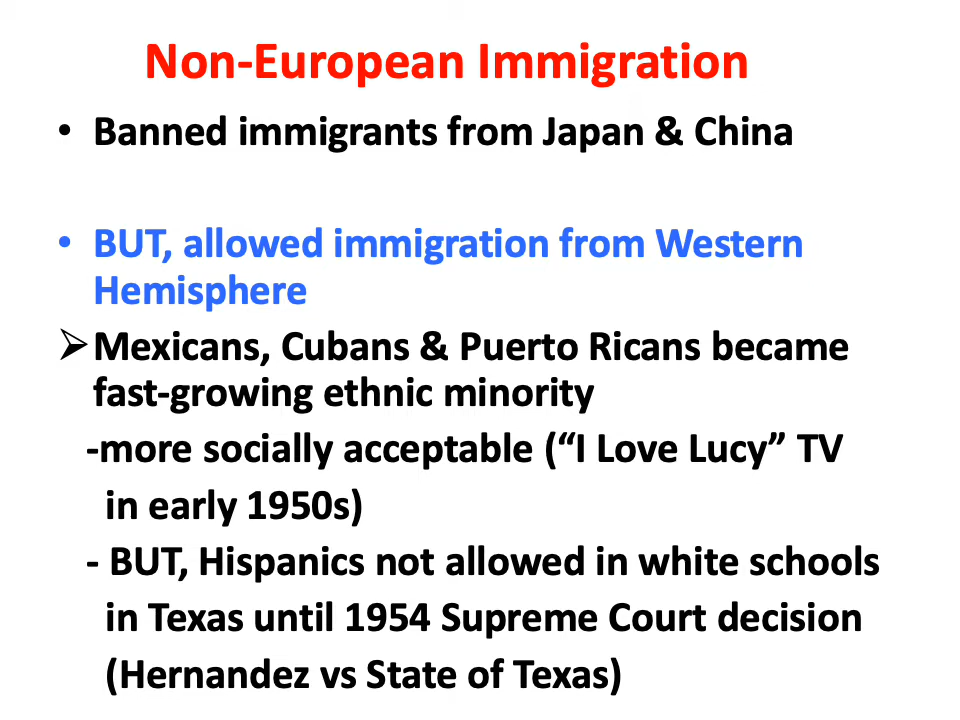 Non-European Immigration
• Banned immigrants from Japan & China
• BUT, allowed immigration from Western
Hemisphere
➢ Mexicans, Cubans & Puerto Ricans became
fast-growing ethnic minority
-more socially acceptable (“I Love Lucy” TV
in early 1950s)
- BUT, Hispanics not allowed in white schools
in Texas until 1954 Supreme Court decision
(Hernandez vs State of Texas)